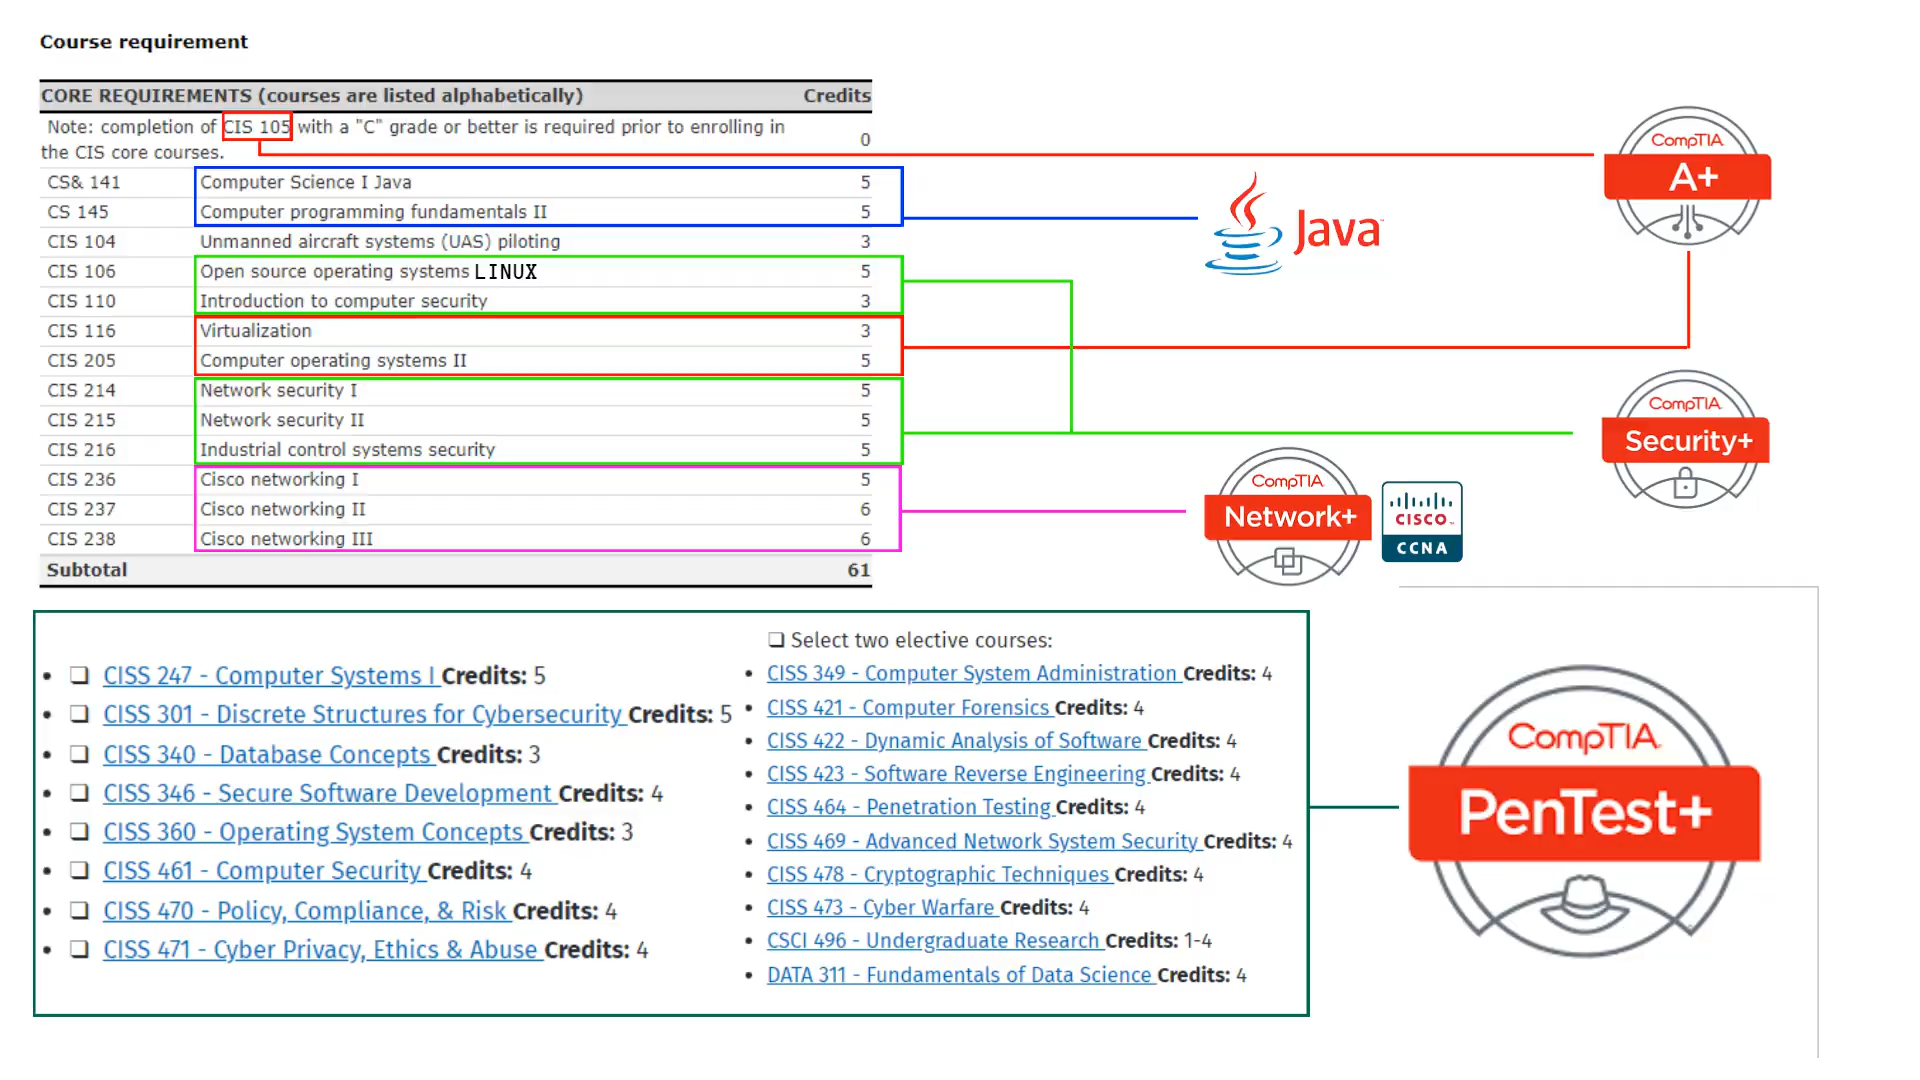 Course requirement
CORE REQUIREMENTS (courses are listed alphabetically) Credits
Note: completion of CIS 105 with a "C" grade or better is required prior to enrolling in
the CIS core courses. 0
CS& 141 Computer Science I Java 5
CS 145 Computer programming fundamentals II 5
CIS 104 Unmanned aircraft systems (UAS) piloting 3
CIS 106 Open source operating systems LINUX 5
CIS 110 Introduction to computer security 3
CIS 116 Virtualization 3
CIS 205 Computer operating systems II 5
CIS 214 Network security I 5
CIS 215 Network security II 5
CIS 216 Industrial control systems security 5
CIS 236 Cisco networking I 5
CIS 237 Cisco networking II 6
CIS 238 Cisco networking III 6
Subtotal 61
CompTIA
A+
Java™
CompTIA
Security+
CompTIA
Network+
CISCO
CCNA
• ❑ CISS 247 - Computer Systems I Credits: 5
• ❑ CISS 301 - Discrete Structures for Cybersecurity Credits: 5
• ❑ CISS 340 - Database Concepts Credits: 3
• ❑ CISS 346 - Secure Software Development Credits: 4
• ❑ CISS 360 - Operating System Concepts Credits: 3
• ❑ CISS 461 - Computer Security Credits: 4
• ❑ CISS 470 - Policy, Compliance, & Risk Credits: 4
• ❑ CISS 471 - Cyber Privacy, Ethics & Abuse Credits: 4
❑ Select two elective courses:
• CISS 349 - Computer System Administration Credits: 4
• CISS 421 - Computer Forensics Credits: 4
• CISS 422 - Dynamic Analysis of Software Credits: 4
• CISS 423 - Software Reverse Engineering Credits: 4
• CISS 464 - Penetration Testing Credits: 4
• CISS 469 - Advanced Network System Security Credits: 4
• CISS 478 - Cryptographic Techniques Credits: 4
• CISS 473 - Cyber Warfare Credits: 4
• CSCI 496 - Undergraduate Research Credits: 1-4
• DATA 311 - Fundamentals of Data Science Credits: 4
CompTIA
PenTest+